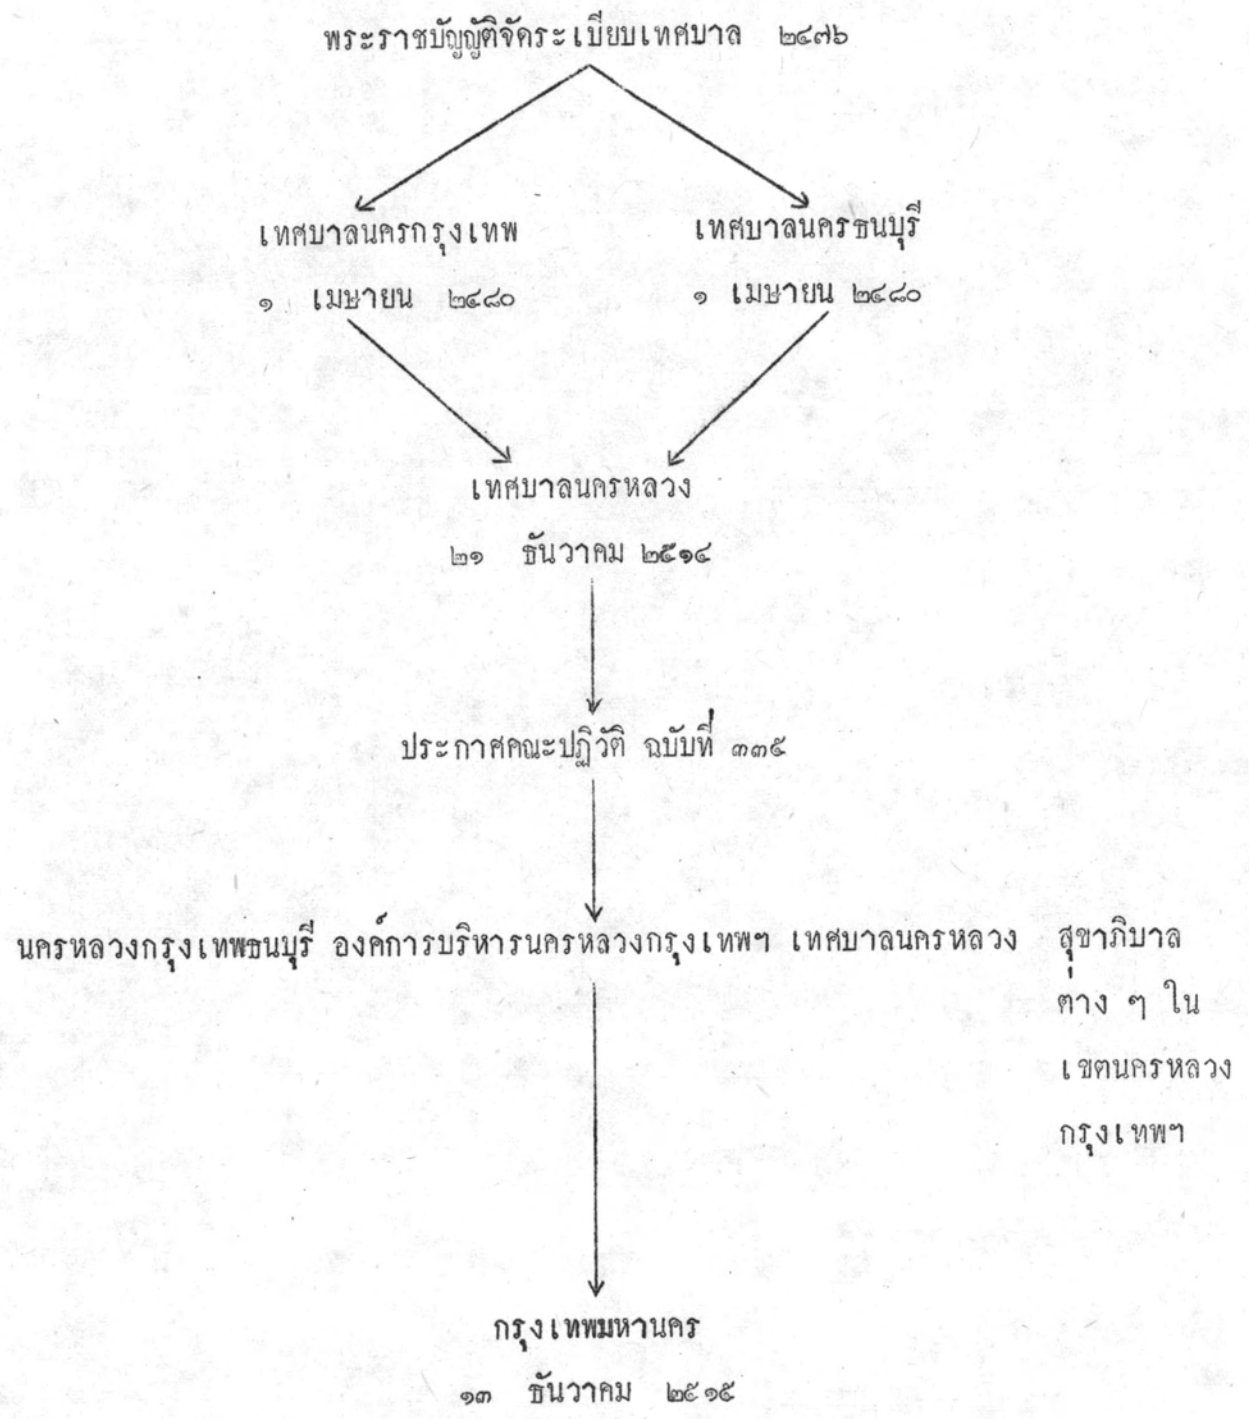 พระราชบัญญัติจัดระเบียบเทศบาล ๒๔๗๖
เทศบาลนครกรุงเทพ
เทศบาลนครธนบุรี
๑ เมษายน ๒๔๘๐
๑ เมษายน ๒๔๘๐
เทศบาลนครหลวง
๒๑ ธันวาคม ๒๕๑๔
ประกาศคณะปฏิวัติ ฉบับที่ ๓๓๕
นครหลวงกรุงเทพธนบุรี องค์การบริหารนครหลวงกรุงเทพฯ เทศบาลนครหลวง สุขาภิบาล
ต่าง ๆ ใน
เขตนครหลวง
กรุงเทพฯ
กรุงเทพมหานคร
๑๓ ธันวาคม ๒๕๑๕